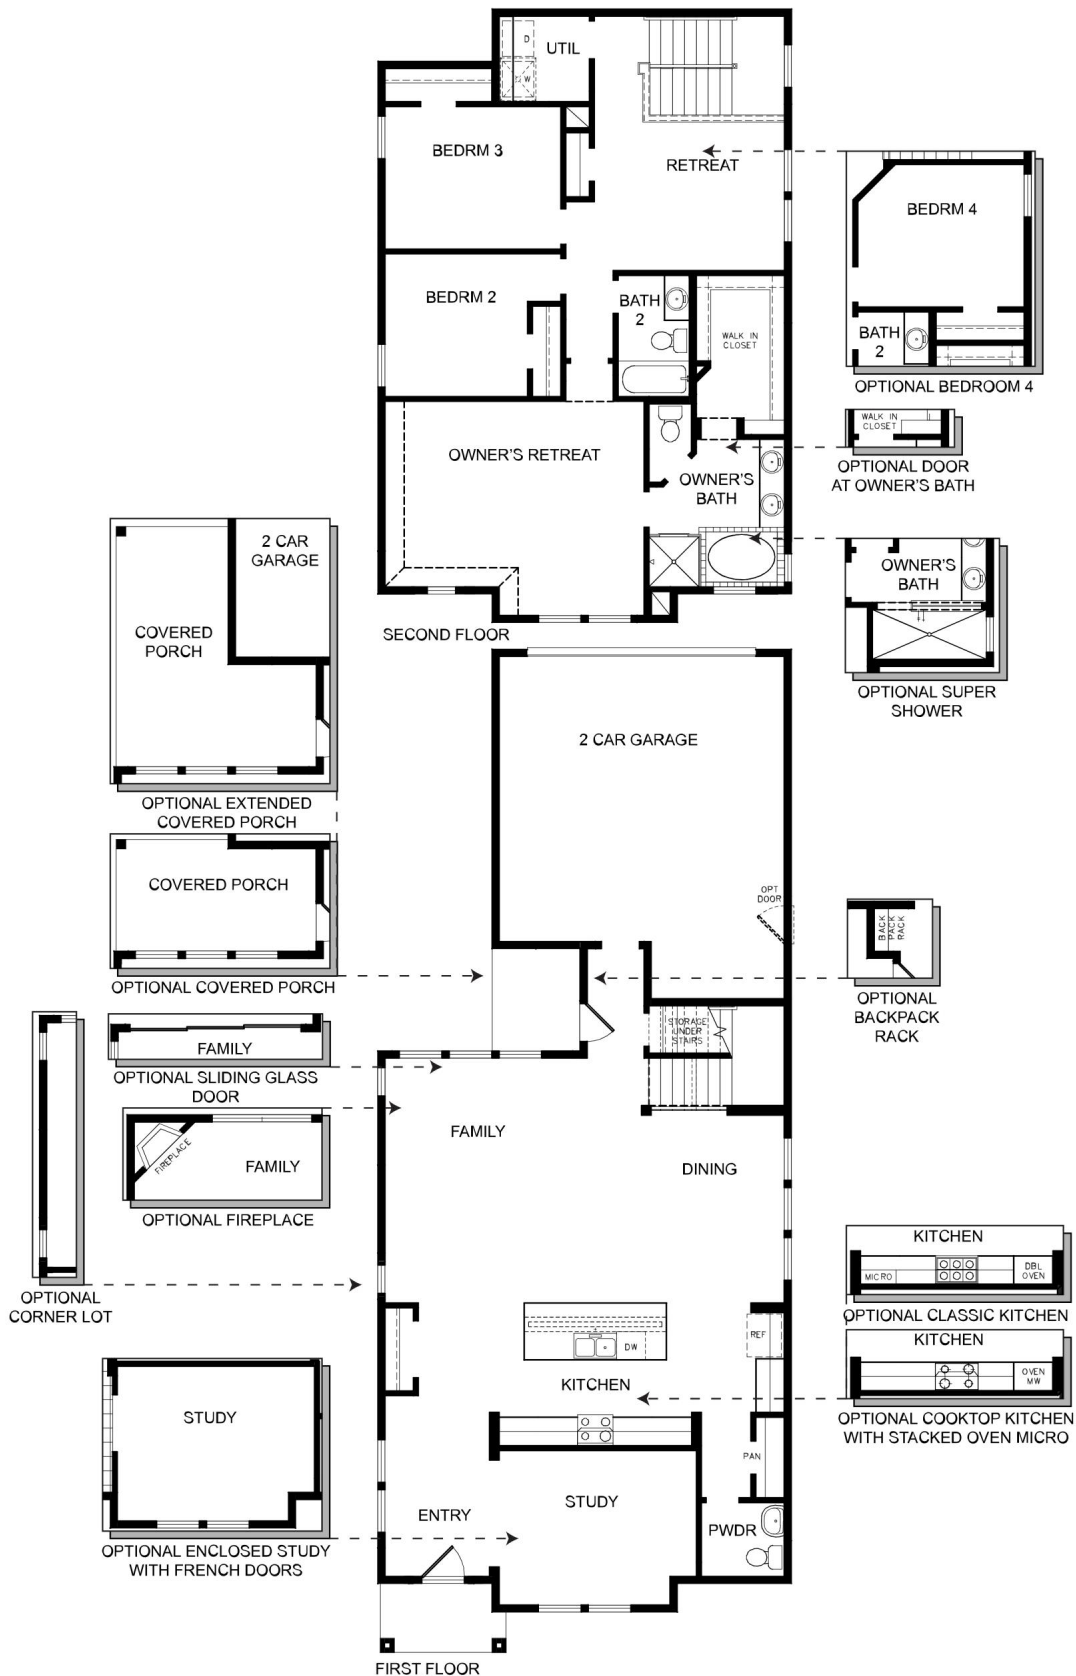 D
UTIL
W
BEDRM 3
RETREAT
BEDRM 4
BEDRM 2
BATH
2
WALK IN
CLOSET
BATH
2
OPTIONAL BEDROOM 4
WALK IN
CLOSET
OPTIONAL DOOR
AT OWNER'S BATH
OWNER'S RETREAT
OWNER'S
BATH
2 CAR
GARAGE
COVERED
PORCH
OWNER'S
BATH
SECOND FLOOR
OPTIONAL SUPER
SHOWER
2 CAR GARAGE
OPTIONAL EXTENDED
COVERED PORCH
COVERED PORCH
OPT
DOOR
BACK
PACK
RACK
OPTIONAL COVERED PORCH
OPTIONAL
BACKPACK
RACK
STORAGE
UNDER
STAIRS
FAMILY
OPTIONAL SLIDING GLASS
DOOR
FAMILY
DINING
FIREPLACE
FAMILY
OPTIONAL FIREPLACE
KITCHEN
MICRO
DBL
OVEN
OPTIONAL CLASSIC KITCHEN
OPTIONAL
CORNER LOT
REF
DW
KITCHEN
KITCHEN
OVEN
MW
OPTIONAL COOKTOP KITCHEN
WITH STACKED OVEN MICRO
STUDY
PAN
STUDY
ENTRY
PWDR
OPTIONAL ENCLOSED STUDY
WITH FRENCH DOORS
FIRST FLOOR